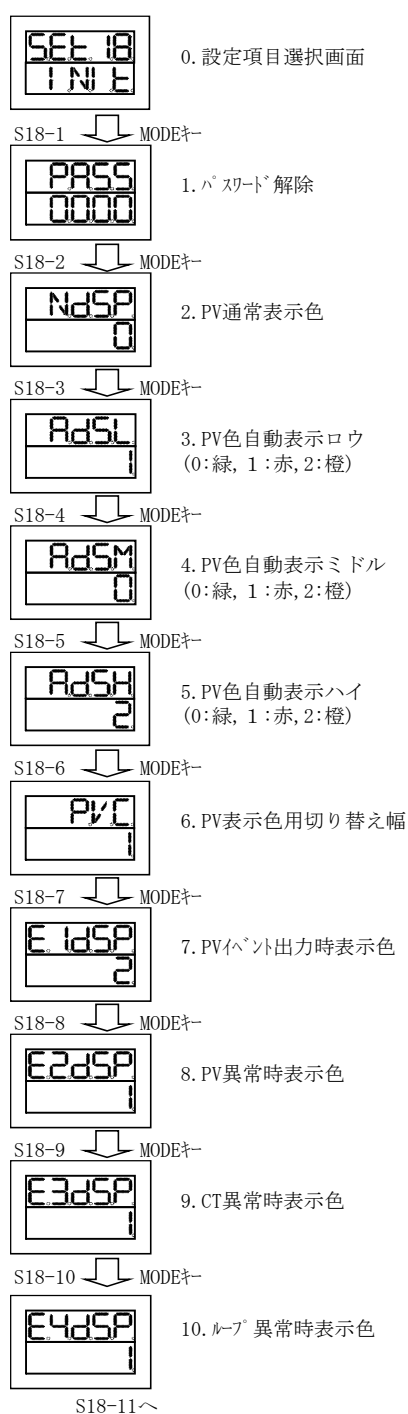 SEt 18
INIt
0.設定項目選択画面
S18-1 MODEｷｰ
PASS
0000
1.ﾊﾟｽﾜｰﾄﾞ解除
S18-2 MODEｷｰ
NdSP
0
2.PV通常表示色
S18-3 MODEｷｰ
AdSL
1
3.PV色自動表示ロウ
(0:緑,１:赤,2:橙)
S18-4 MODEｷｰ
AdSM
0
4.PV色自動表示ミドル
(0:緑,１:赤,2:橙)
S18-5 MODEｷｰ
AdSH
2
5.PV色自動表示ハイ
(0:緑,１:赤,2:橙)
S18-6 MODEｷｰ
PVC
1
6.PV表示色用切り替え幅
S18-7 MODEｷｰ
E1dSP
2
7.PVｲﾍﾞﾝﾄ出力時表示色
S18-8 MODEｷｰ
E2dSP
1
8.PV異常時表示色
S18-9 MODEｷｰ
E3dSP
1
9.CT異常時表示色
S18-10 MODEｷｰ
E4dSP
1
10.ﾙｰﾌﾟ異常時表示色
S18-11へ